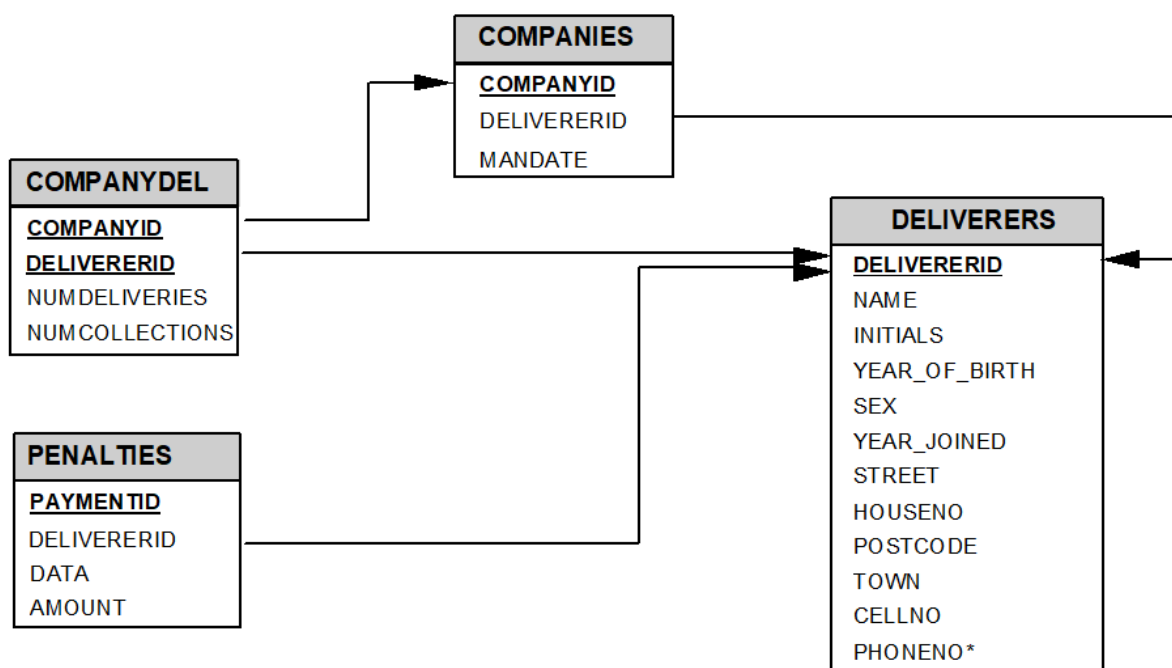 COMPANIES
COMPANYID
DELIVERERID
MANDATE
COMPANYDEL
COMPANYID
DELIVERERID
NUMDELIVERIES
NUMCOLLECTIONS
DELIVERERS
DELIVERERID
NAME
INITIALS
YEAR_OF_BIRTH
SEX
YEAR_JOINED
STREET
HOUSENO
POSTCODE
TOWN
CELLNO
PHONENO*
PENALTIES
PAYMENTID
DELIVERERID
DATA
AMOUNT